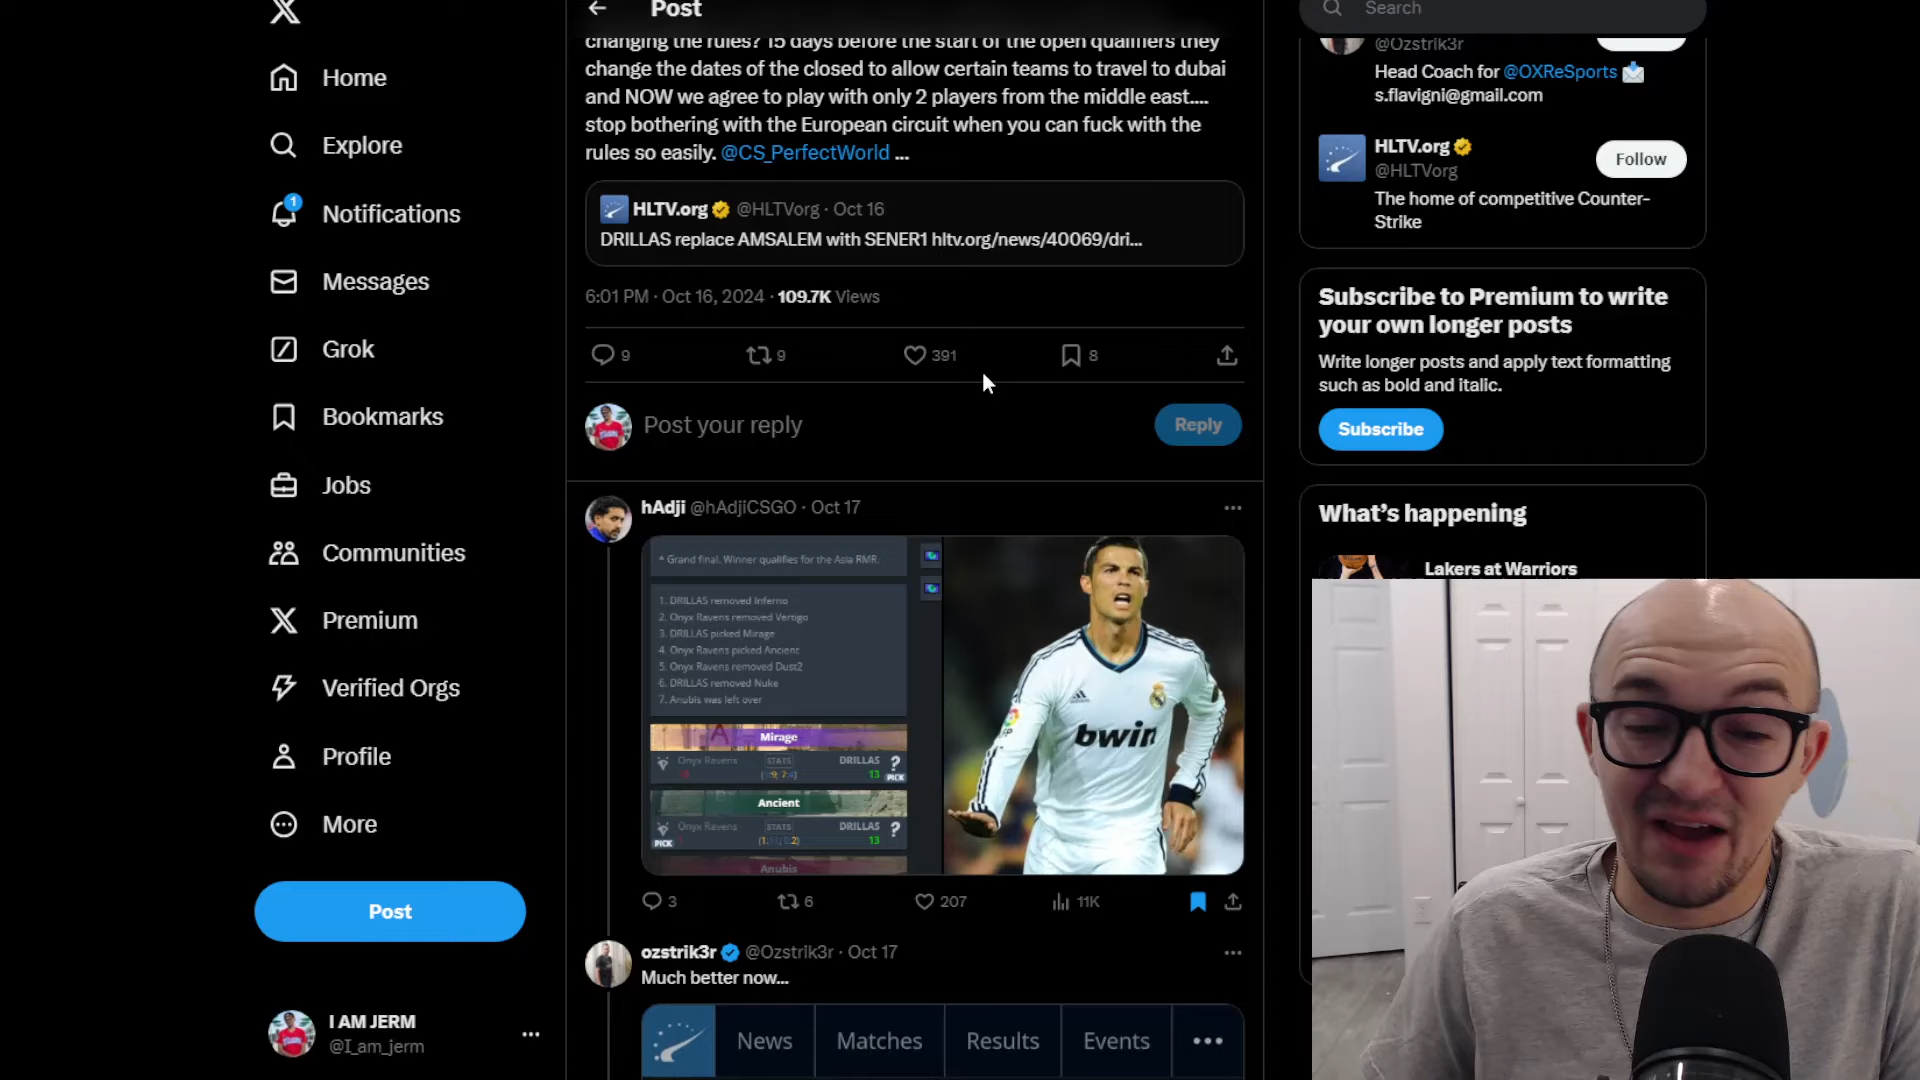 Post
Search
Home
Explore
1
Notifications
Messages
Grok
Bookmarks
Jobs
Communities
Premium
Verified Orgs
Profile
More
Post
I AM JERM
@I_am_jerm
changing the rules? 15 days before the start of the open qualifiers they
change the dates of the closed to allow certain teams to travel to dubai
and NOW we agree to play with only 2 players from the middle east....
stop bothering with the European circuit when you can fuck with the
rules so easily. @CS_PerfectWorld ...
HLTV.org @HLTVorg · Oct 16
DRILLAS replace AMSALEM with SENER1 hltv.org/news/40069/dri...
6:01 PM · Oct 16, 2024 · 109.7K Views
9 9 391 8
Post your reply
Reply
hAdji @hAdjiCSGO · Oct 17
* Grand final. Winner qualifies for the Asia RMR.
1. DRILLAS removed Inferno
2. Onyx Ravens removed Vertigo
3. DRILLAS picked Mirage
4. Onyx Ravens picked Ancient
5. Onyx Ravens removed Dust2
6. DRILLAS removed Nuke
7. Anubis was left over
Mirage
Onyx Ravens STATS DRILLAS
13 PICK
Ancient
Onyx Ravens STATS DRILLAS
PICK 13
Anubis
bwin
3 6 207 11K
ozstrik3r @Ozstrik3r · Oct 17
Much better now...
News Matches Results Events
@Ozstrik3r
Head Coach for @OXReSports
s.flavigni@gmail.com
HLTV.org
@HLTVorg
Follow
The home of competitive Counter-
Strike
Subscribe to Premium to write
your own longer posts
Write longer posts and apply text formatting
such as bold and italic.
Subscribe
What's happening
Lakers at Warriors